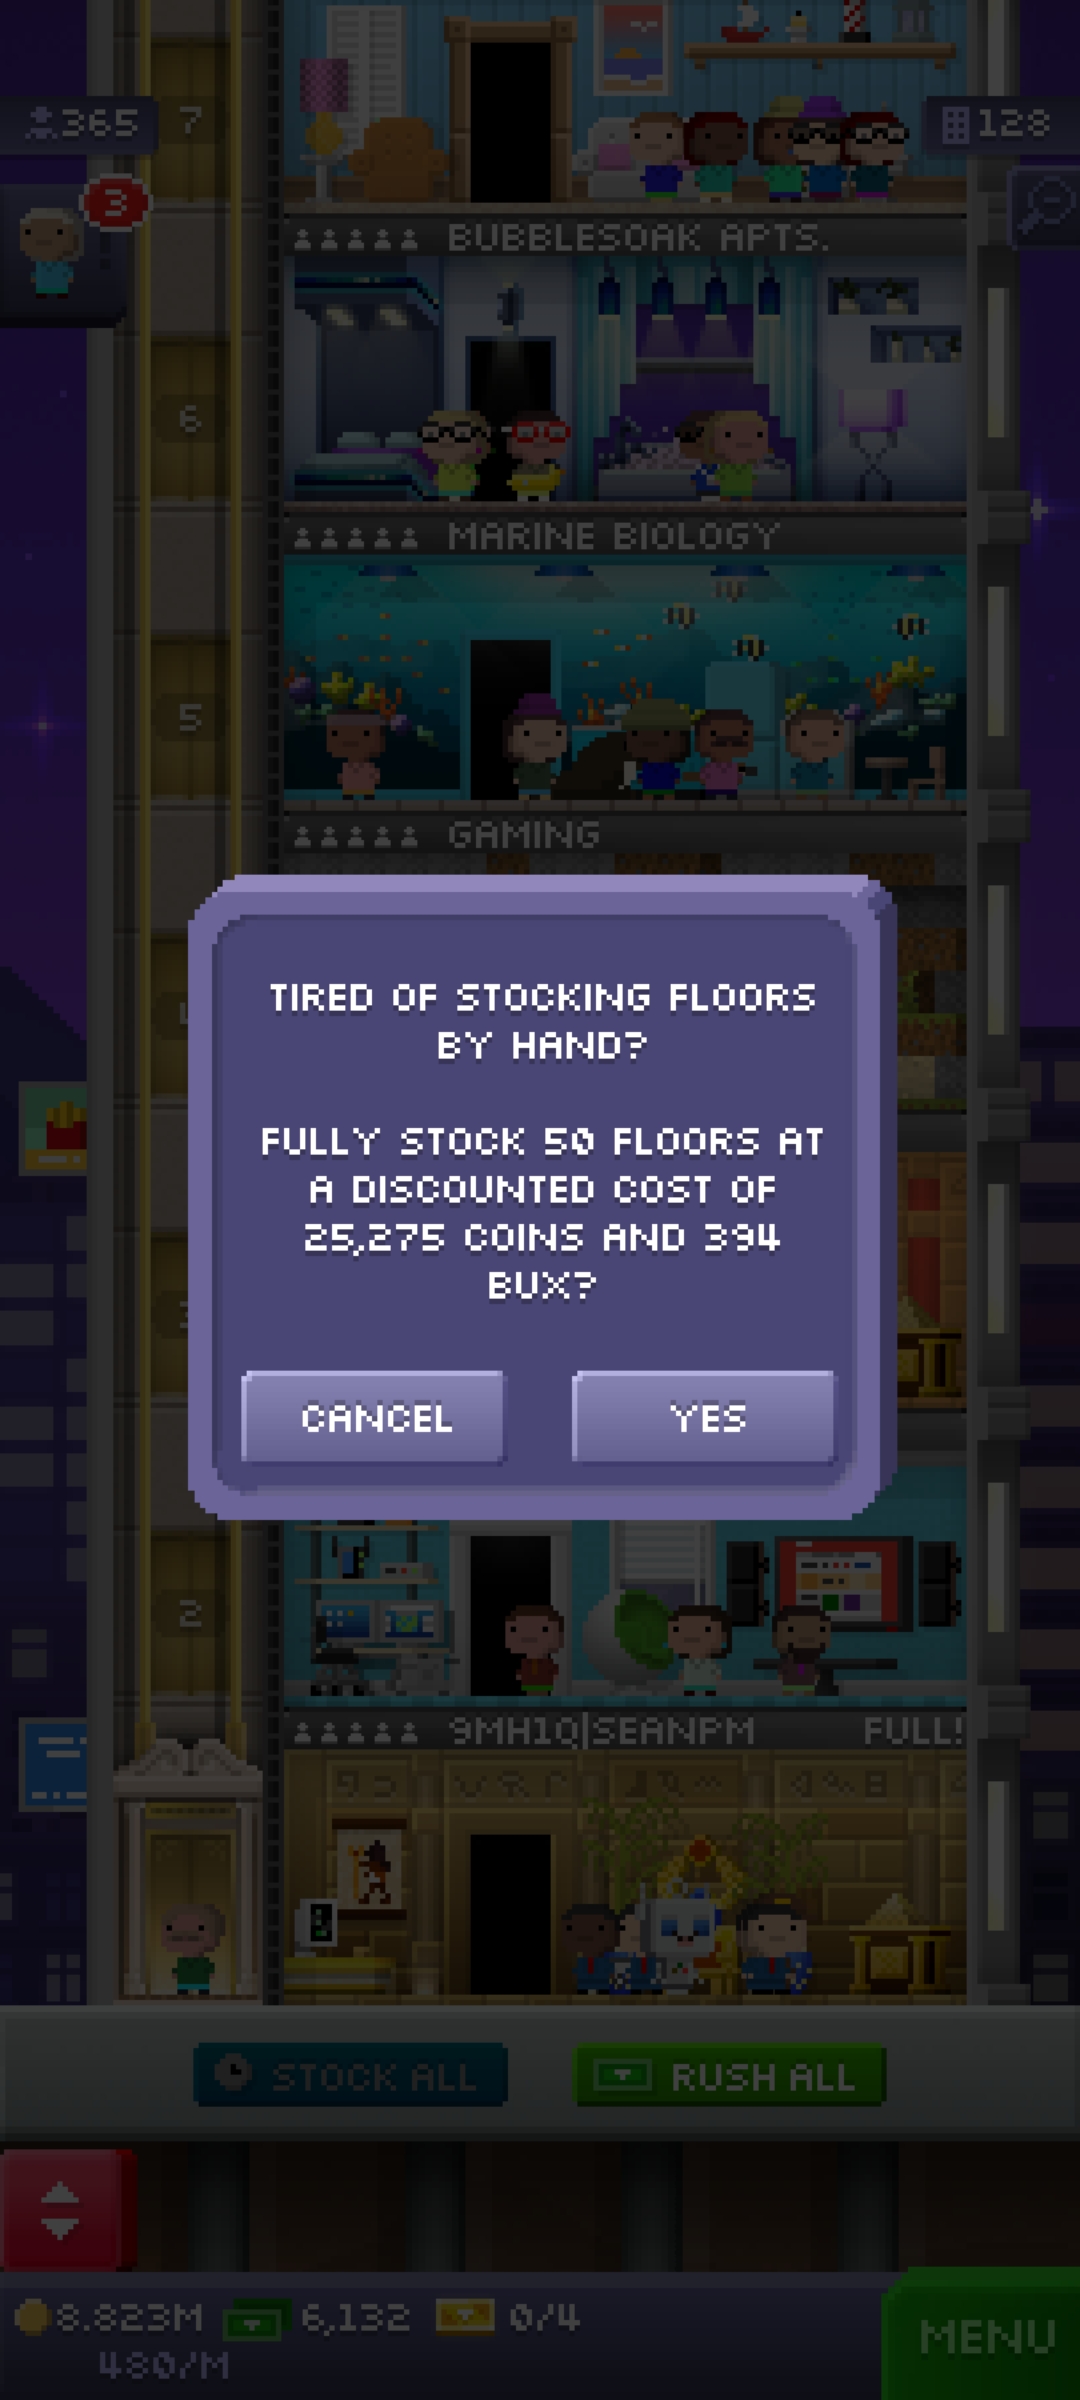 365
7
128
3
BUBBLESOAK APTS.
6
MARINE BIOLOGY
5
GAMING
TIRED OF STOCKING FLOORS
BY HAND?
FULLY STOCK 50 FLOORS AT
A DISCOUNTED COST OF
25,275 COINS AND 394
BUX?
CANCEL
YES
2
9MH1Q|SEANPM FULL!
STOCK ALL
RUSH ALL
8.823M
6,132
0/4
480/M
MENU